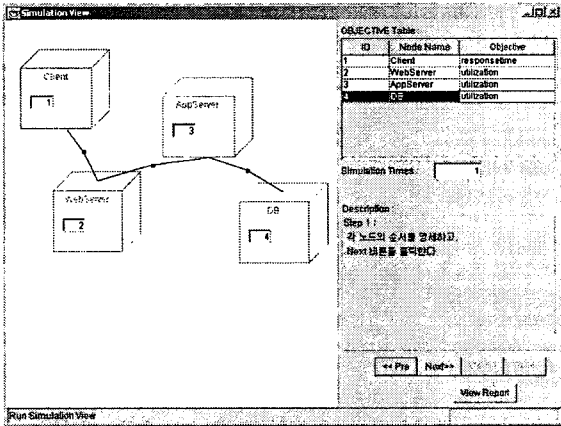 Simulation View
Client
1
AppServer
3
WebServer
2
DB
4
OBJECTIVE Table
ID Node Name Objective
1 Client responsetime
2 WebServer utilization
3 AppServer utilization
4 DB utilization
Simulation Times : 1
Description :
Step 1 :
각 노드의 순서를 명세하고,
Next 버튼을 클릭한다
<< Pre Next>>
View Report
Run Simulation View